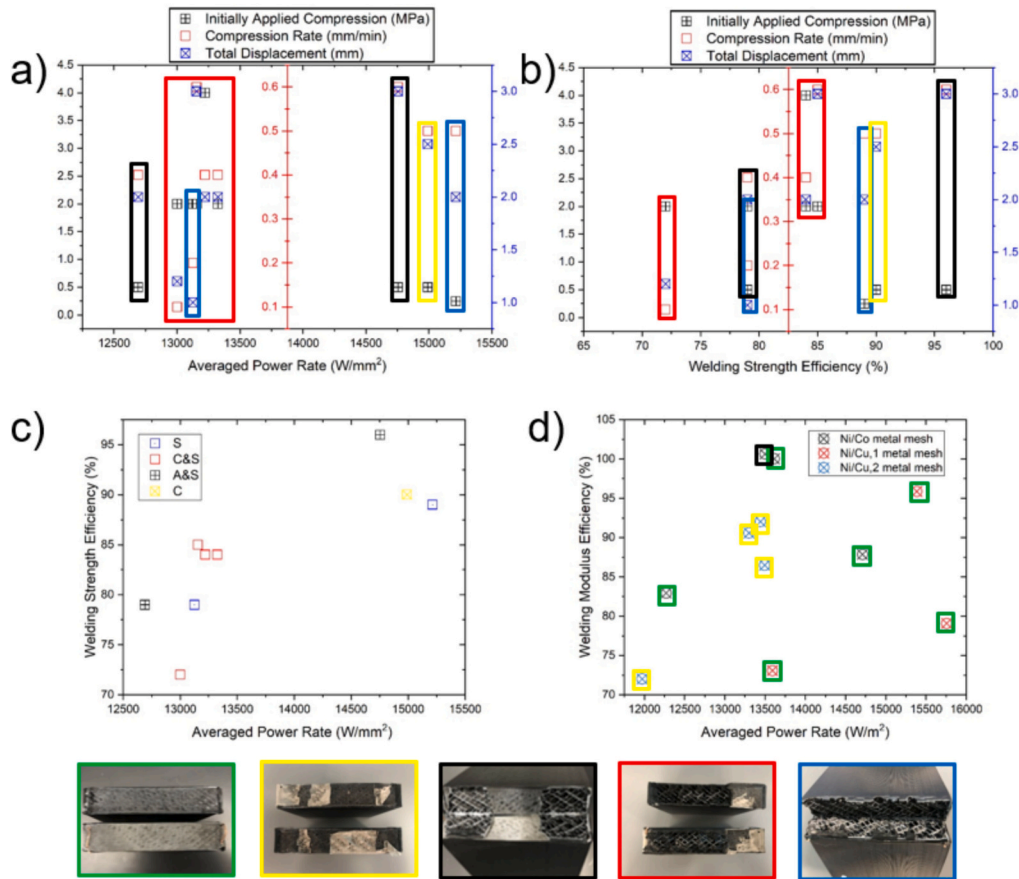 a)
Initially Applied Compression (MPa)
Compression Rate (mm/min)
Total Displacement (mm)
4.5
4.0
3.5
3.0
2.5
2.0
1.5
1.0
0.5
0.0
0.6
0.5
0.4
0.3
0.2
0.1
3.0
2.5
2.0
1.5
1.0
12500 13000 13500 14000 14500 15000 15500
Averaged Power Rate (W/mm²)
b)
Initially Applied Compression (MPa)
Compression Rate (mm/min)
Total Displacement (mm)
4.5
4.0
3.5
3.0
2.5
2.0
1.5
1.0
0.5
0.0
0.6
0.5
0.4
0.3
0.2
0.1
3.0
2.5
2.0
1.5
1.0
65 70 75 80 85 90 95 100
Welding Strength Efficiency (%)
c)
Welding Strength Efficiency (%)
95
90
85
80
75
70
S
C&S
A&S
C
12500 13000 13500 14000 14500 15000 15500
Averaged Power Rate (W/mm²)
d)
Welding Modulus Efficiency (%)
105
100
95
90
85
80
75
70
Ni/Co metal mesh
Ni/Cu,1 metal mesh
Ni/Cu,2 metal mesh
12000 12500 13000 13500 14000 14500 15000 15500 16000
Averaged Power Rate (W/m²)